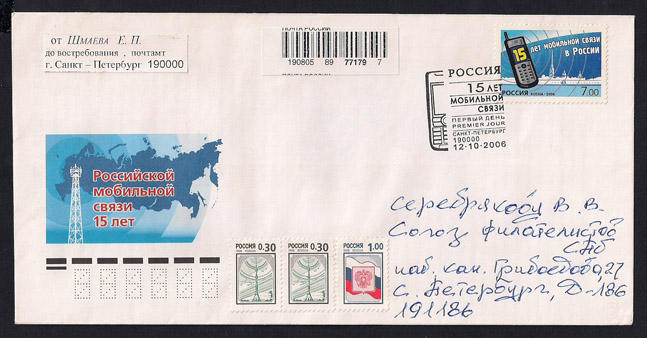 от Шмаева Е. П.
до востребования , почтамт
г. Санкт – Петербург 190000
ПОЧТА РОССИИ
190805 89 77179 7
15 лет мобильной связи
в России
РОССИЯ ROSSIJA 2006 7.00
РОССИЯ
15 ЛЕТ
МОБИЛЬНОЙ
СВЯЗИ
ПЕРВЫЙ ДЕНЬ
PREMIER JOUR
САНКТ-ПЕТЕРБУРГ
190000
12-10-2006
Российской
мобильной
связи
15 лет
РОССИЯ 0.30
РОССИЯ 0.30
РОССИЯ 1.00
Серебрякову В. В.
Союз филателистов
СПб
наб. кан. Грибоедова, 27
С. Петербург, Д-186
191186